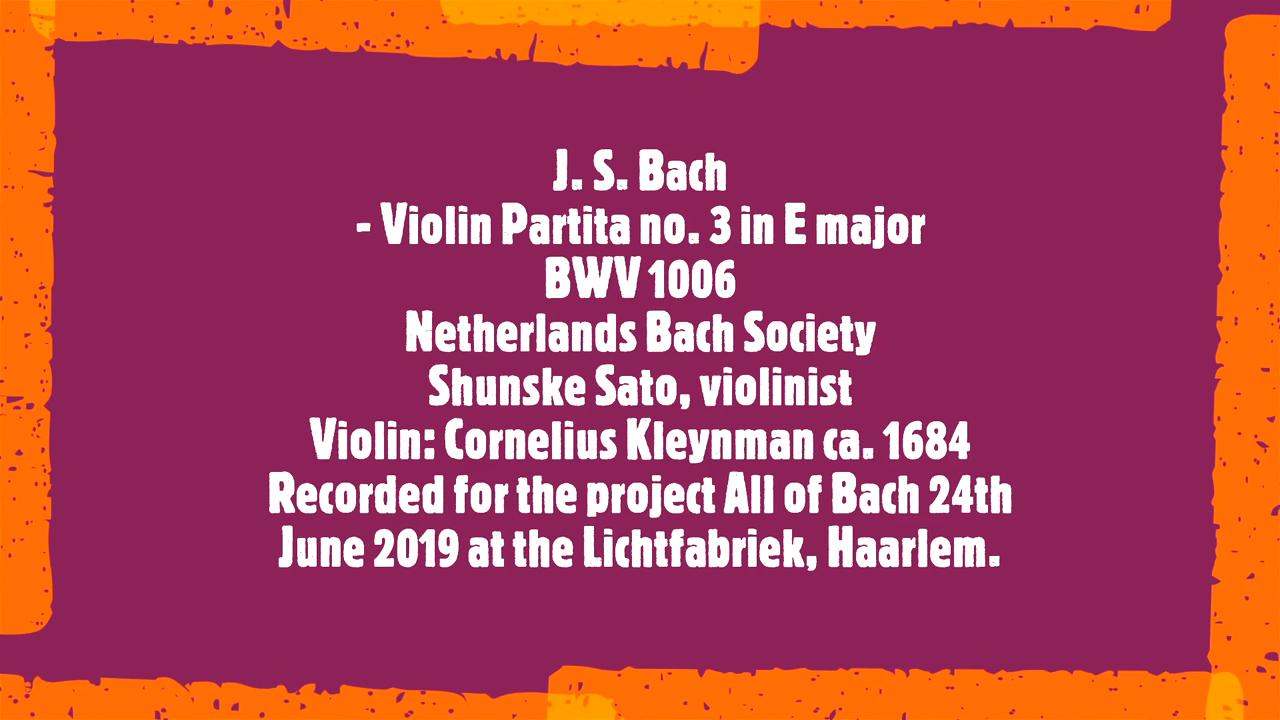 J. S. Bach
- Violin Partita no. 3 in E major
BWV 1006
Netherlands Bach Society
Shunske Sato, violinist
Violin: Cornelius Kleynman ca. 1684
Recorded for the project All of Bach 24th
June 2019 at the Lichtfabriek, Haarlem.